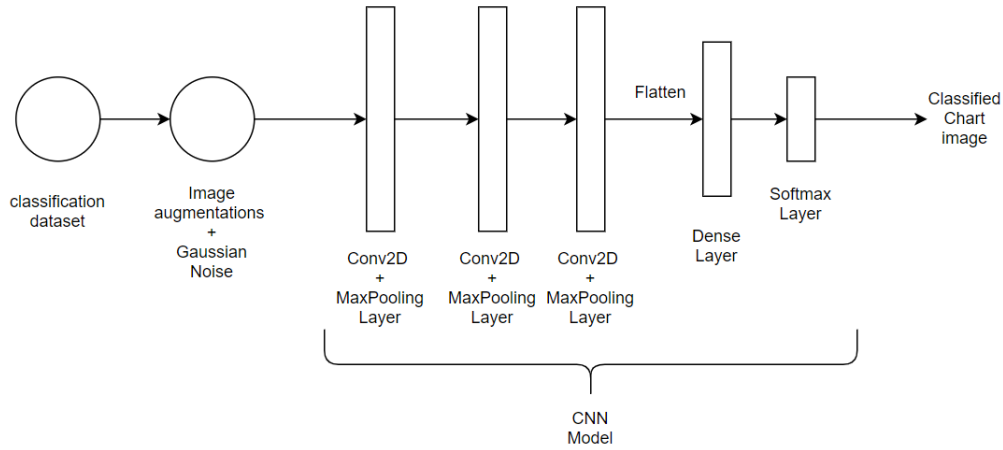 classification
dataset
Image
augmentations
+
Gaussian
Noise
Conv2D
+
MaxPooling
Layer
Conv2D
+
MaxPooling
Layer
Conv2D
+
MaxPooling
Layer
Flatten
Dense
Layer
Softmax
Layer
Classified
Chart
image
CNN
Model